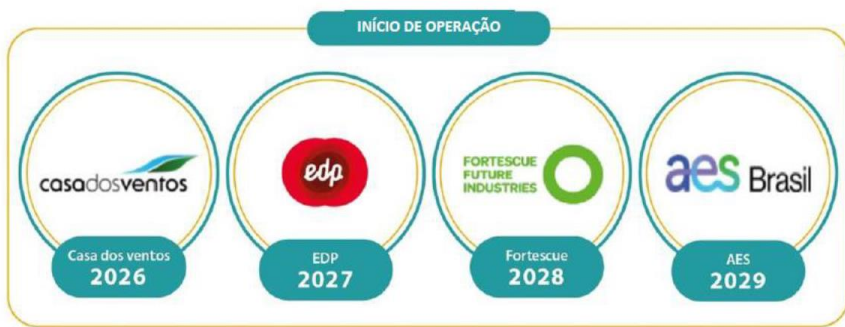 INÍCIO DE OPERAÇÃO
casadosventos
edp
FORTESCUE
FUTURE
INDUSTRIES
aes Brasil
Casa dos ventos
2026
EDP
2027
Fortescue
2028
AES
2029